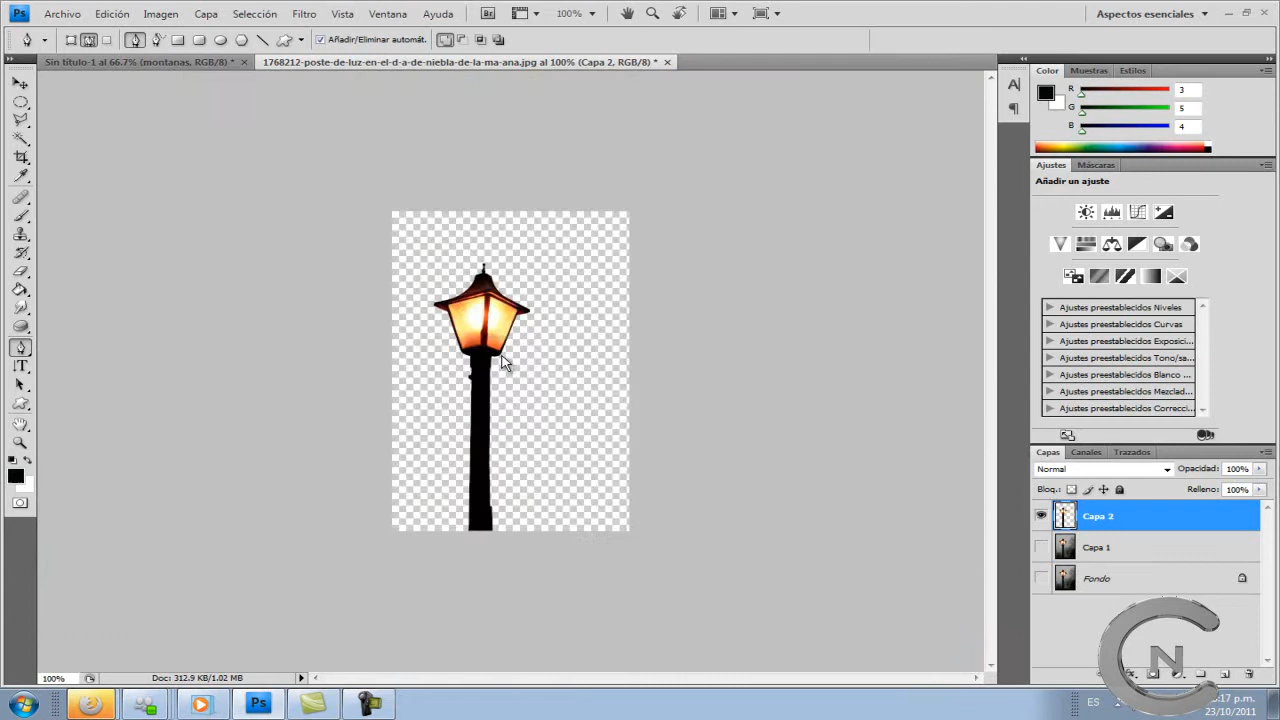 Ps Archivo Edición Imagen Capa Selección Filtro Vista Ventana Ayuda Br 100% Aspectos esenciales
Añadir/Eliminar automát.
Sin título-1 al 66.7% (montanas, RGB/8) * × 1768212-poste-de-luz-en-el-d-a-de-niebla-de-la-ma-ana.jpg al 100% (Capa 2, RGB/8) * ×
Color Muestras Estilos
R 3
G 5
B 4
Ajustes Máscaras
Añadir un ajuste
Ajustes preestablecidos Niveles
Ajustes preestablecidos Curvas
Ajustes preestablecidos Exposici...
Ajustes preestablecidos Tono/sa...
Ajustes preestablecidos Blanco ...
Ajustes preestablecidos Mezclad...
Ajustes preestablecidos Correcci...
Capas Canales Trazados
Normal Opacidad: 100%
Bloq.: Relleno: 100%
Capa 2
Capa 1
Fondo
CN
100% Doc: 312.9 KB/1.02 MB
Ps ES :17 p.m.
23/10/2011